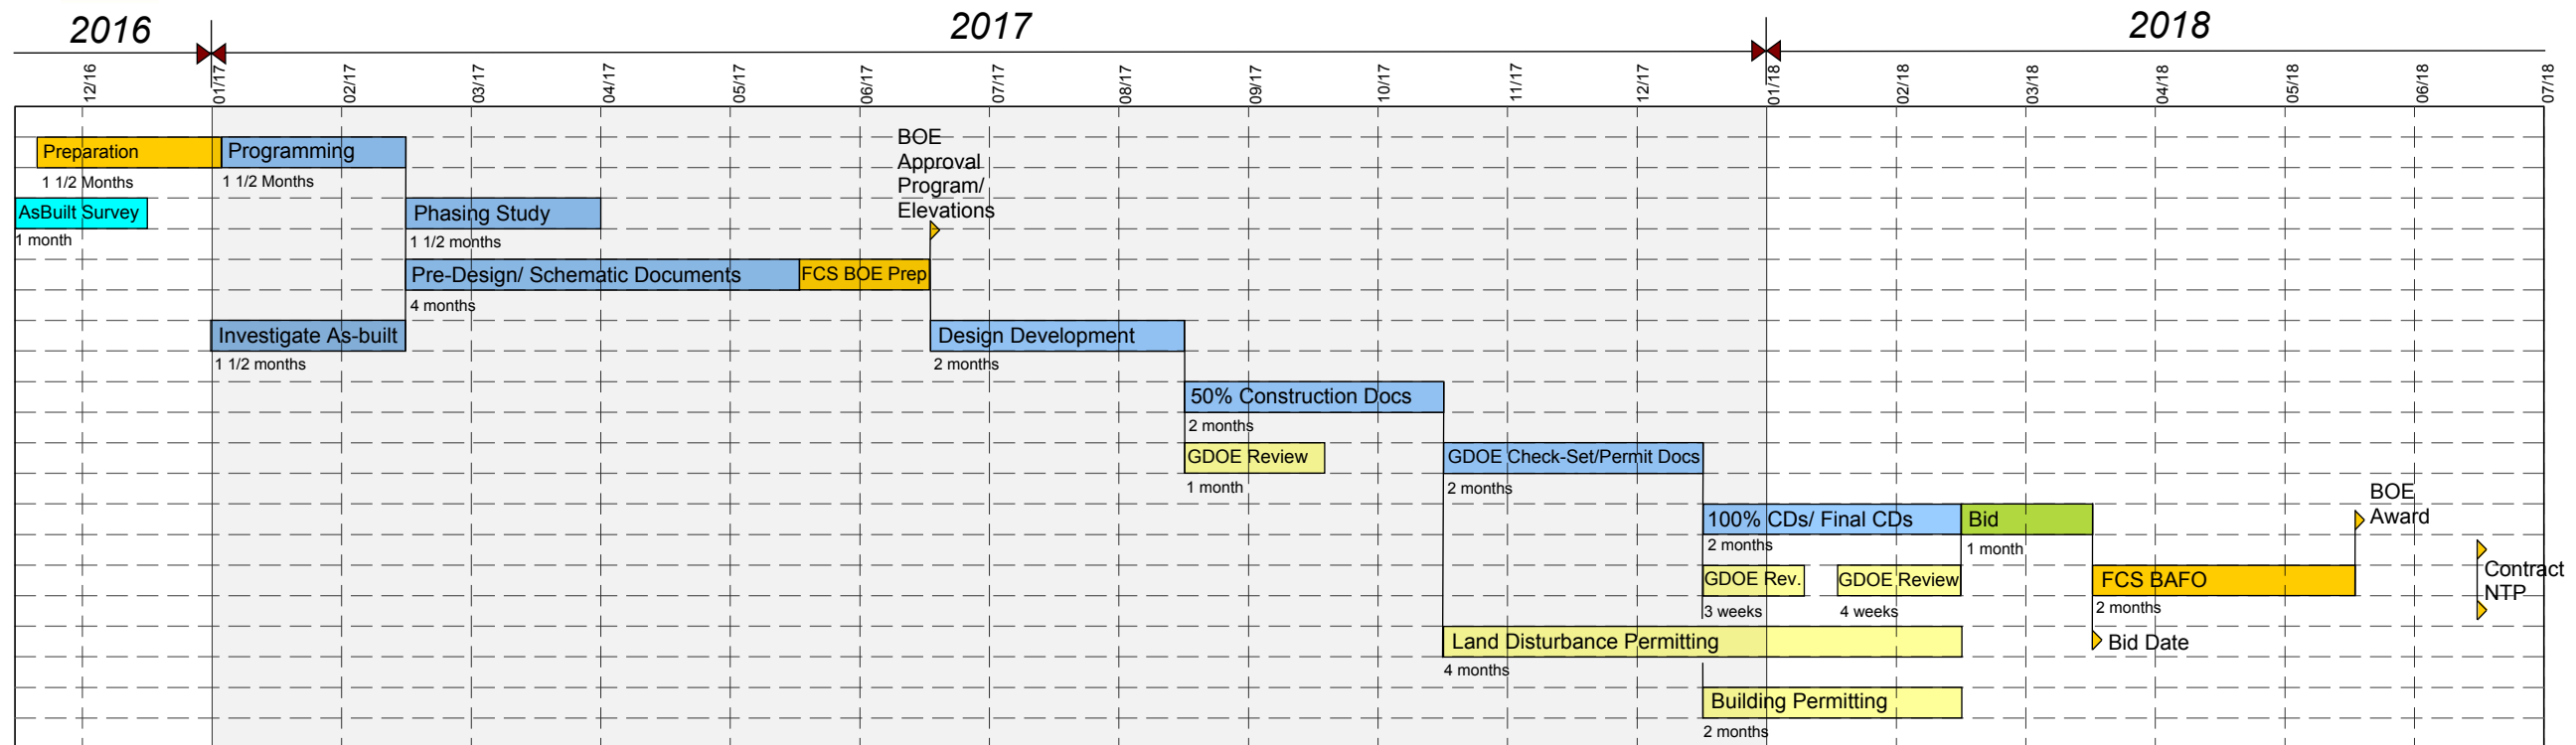 2016
2017
2018
12/16
01/17
02/17
03/17
04/17
05/17
06/17
07/17
08/17
09/17
10/17
11/17
12/17
01/18
02/18
03/18
04/18
05/18
06/18
07/18
BOE
Approval
Program/
Elevations
Preparation
Programming
1 1/2 Months
1 1/2 Months
AsBuilt Survey
Phasing Study
1 month
1 1/2 months
Pre-Design/ Schematic Documents
FCS BOE Prep
4 months
Investigate As-built
Design Development
1 1/2 months
2 months
50% Construction Docs
2 months
GDOE Review
GDOE Check-Set/Permit Docs
1 month
2 months
BOE
Award
100% CDs/ Final CDs
Bid
2 months
1 month
Contract
NTP
GDOE Rev.
GDOE Review
FCS BAFO
3 weeks
4 weeks
2 months
Land Disturbance Permitting
Bid Date
4 months
Building Permitting
2 months